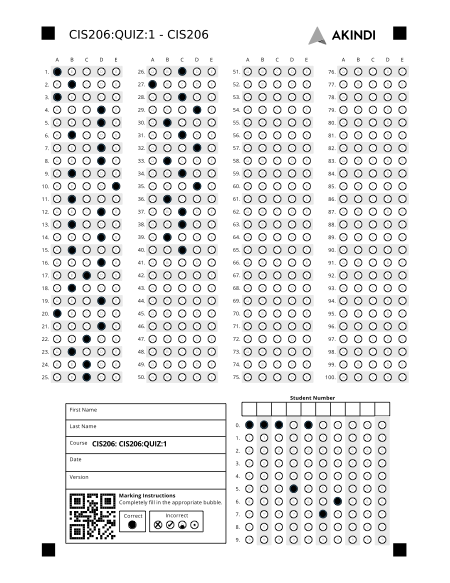 CIS206:QUIZ:1 - CIS206
AKINDI
A B C D E A B C D E A B C D E A B C D E
1. 26. 51. 76.
2. 27. 52. 77.
3. 28. 53. 78.
4. 29. 54. 79.
5. 30. 55. 80.
6. 31. 56. 81.
7. 32. 57. 82.
8. 33. 58. 83.
9. 34. 59. 84.
10. 35. 60. 85.
11. 36. 61. 86.
12. 37. 62. 87.
13. 38. 63. 88.
14. 39. 64. 89.
15. 40. 65. 90.
16. 41. 66. 91.
17. 42. 67. 92.
18. 43. 68. 93.
19. 44. 69. 94.
20. 45. 70. 95.
21. 46. 71. 96.
22. 47. 72. 97.
23. 48. 73. 98.
24. 49. 74. 99.
25. 50. 75. 100.
First Name
Last Name
Course CIS206: CIS206:QUIZ:1
Date
Version
Marking Instructions
Completely fill in the appropriate bubble.
Correct Incorrect
Student Number
0.
1.
2.
3.
4.
5.
6.
7.
8.
9.